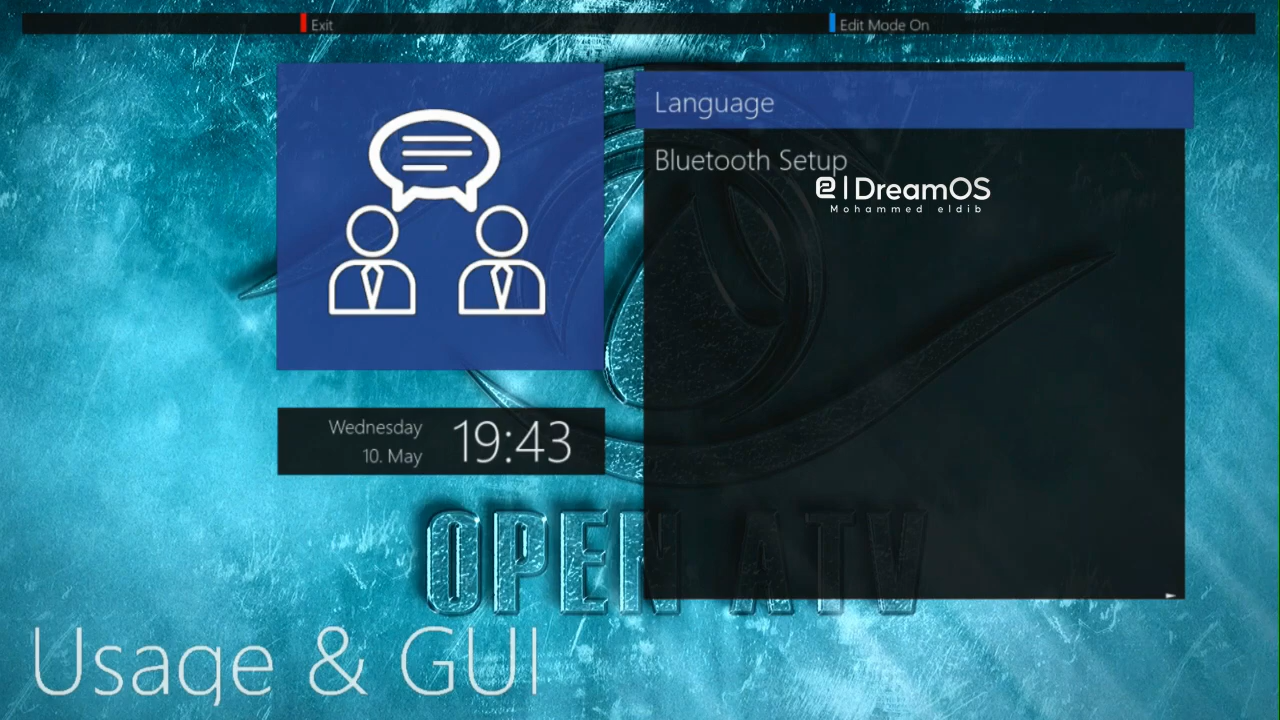 Exit
Edit Mode On
Language
Bluetooth Setup
DreamOS
Mohammed eldib
Wednesday
10. May
19:43
OPEN ATV
Usage & GUI